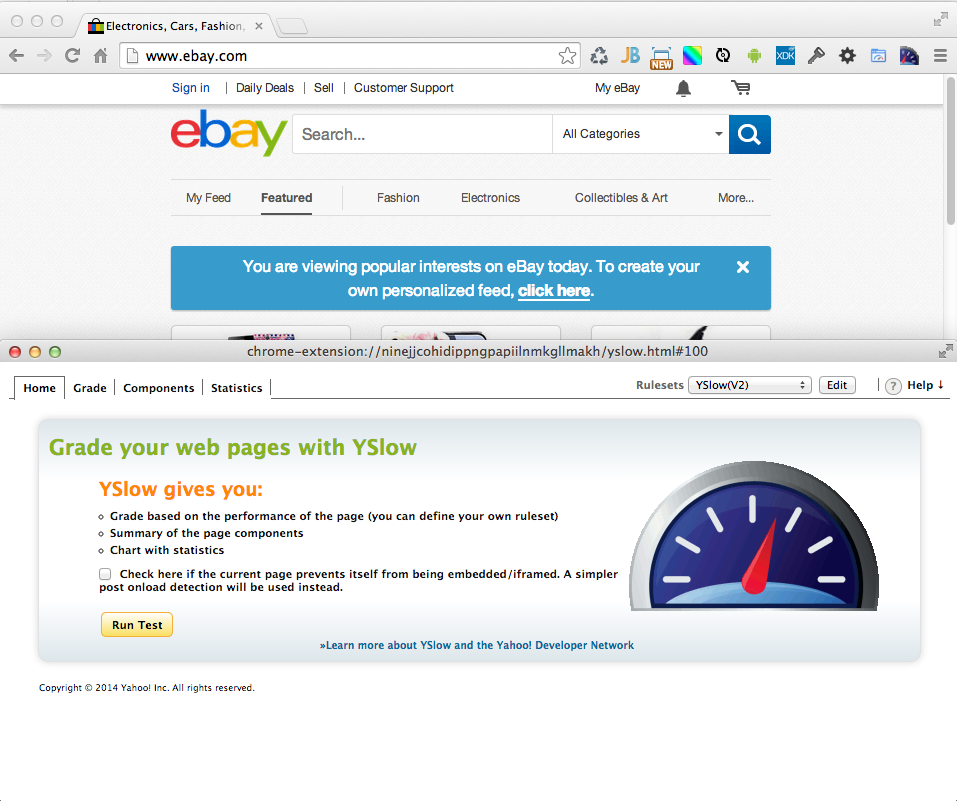 Electronics, Cars, Fashion,
www.ebay.com
JB
NEW
XDK
Sign in | Daily Deals | Sell | Customer Support My eBay
ebay
Search...
All Categories
My Feed Featured Fashion Electronics Collectibles & Art More...
You are viewing popular interests on eBay today. To create your
own personalized feed, click here.
chrome-extension://ninejjcohidippngpapiilnmkgllmakh/yslow.html#100
Home Grade Components Statistics
Rulesets YSlow(V2) Edit ? Help ↓
Grade your web pages with YSlow
YSlow gives you:
Grade based on the performance of the page (you can define your own ruleset)
Summary of the page components
Chart with statistics
Check here if the current page prevents itself from being embedded/iframed. A simpler
post onload detection will be used instead.
Run Test
»Learn more about YSlow and the Yahoo! Developer Network
Copyright © 2014 Yahoo! Inc. All rights reserved.